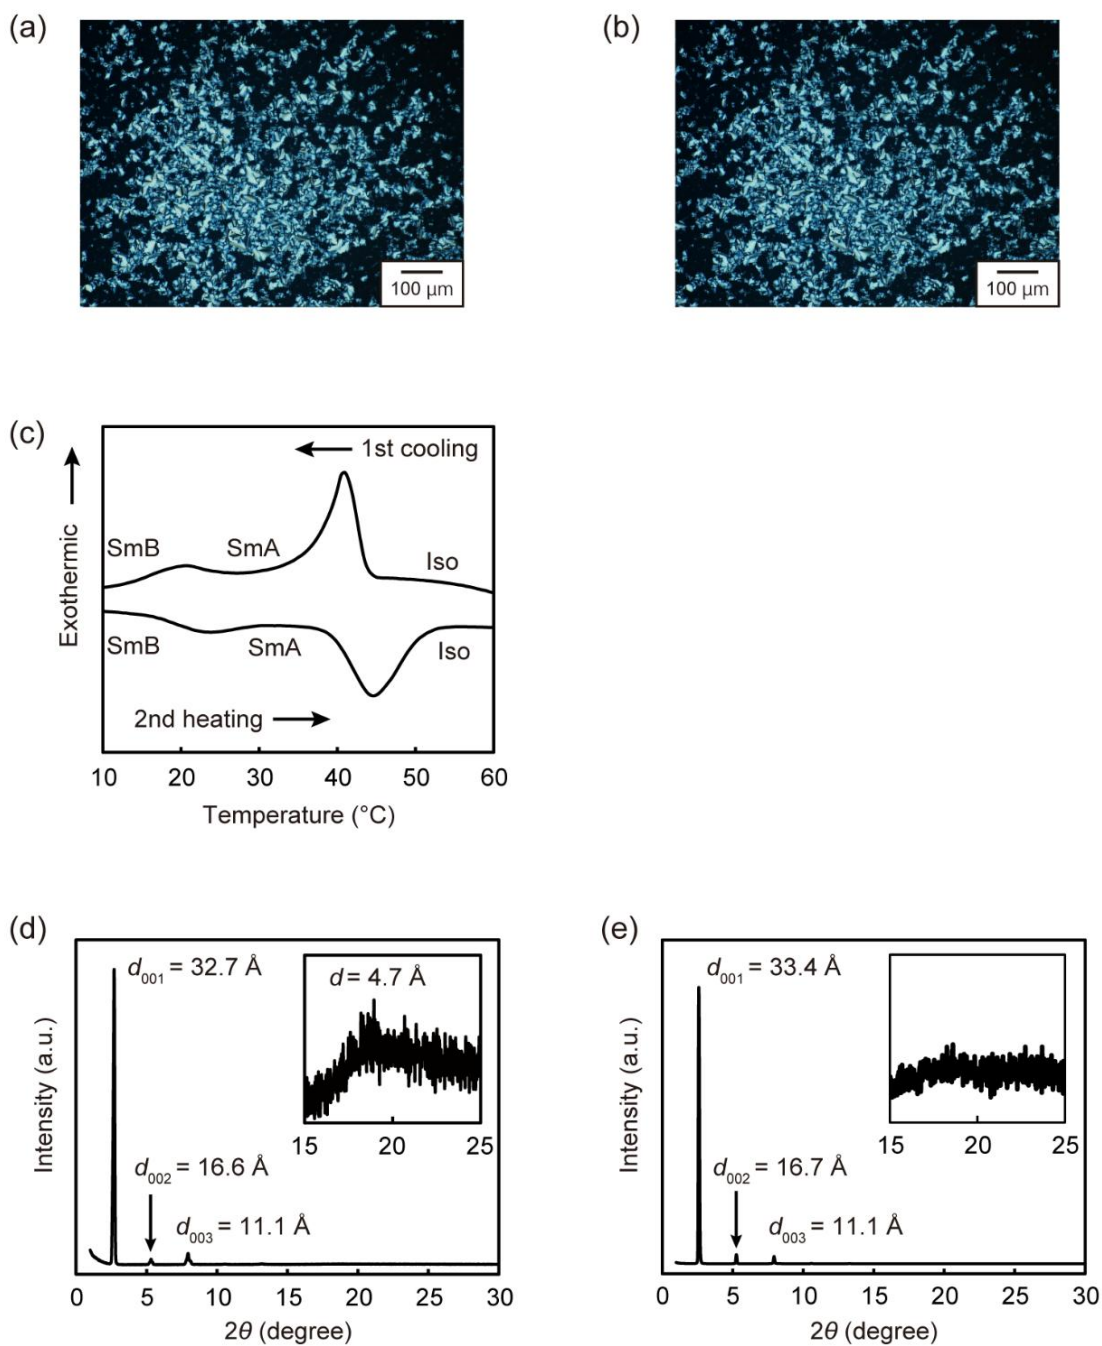 (a)
100 µm
(b)
100 µm
(c)
Exothermic
1st cooling
SmB
SmA
Iso
SmB
SmA
Iso
2nd heating
10 20 30 40 50 60
Temperature (°C)
(d)
Intensity (a.u.)
d001 = 32.7 Å
d = 4.7 Å
15 20 25
d002 = 16.6 Å
d003 = 11.1 Å
0 5 10 15 20 25 30
2θ (degree)
(e)
Intensity (a.u.)
d001 = 33.4 Å
15 20 25
d002 = 16.7 Å
d003 = 11.1 Å
0 5 10 15 20 25 30
2θ (degree)